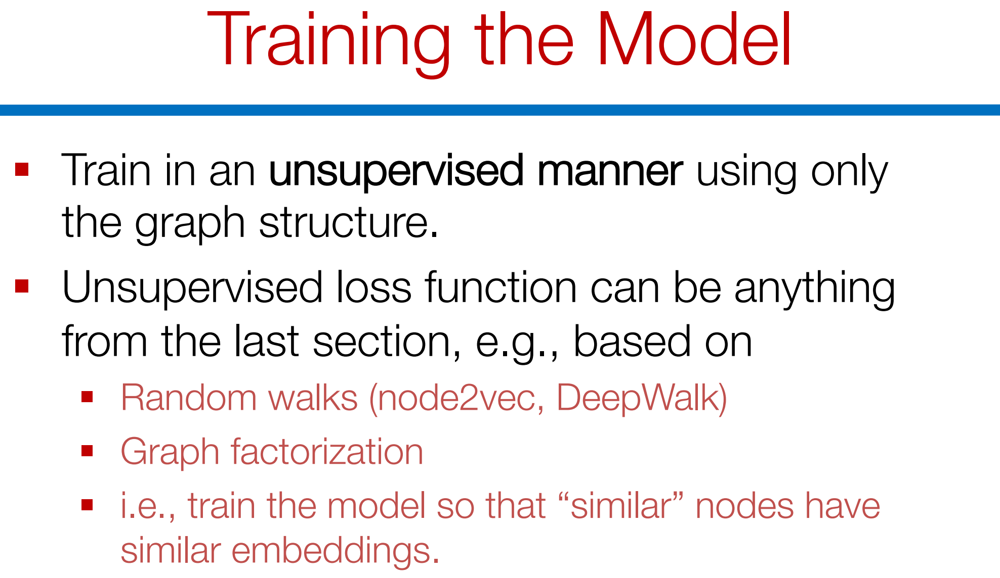 Training the Model
▪ Train in an unsupervised manner using only
the graph structure.
▪ Unsupervised loss function can be anything
from the last section, e.g., based on
▪ Random walks (node2vec, DeepWalk)
▪ Graph factorization
▪ i.e., train the model so that “similar” nodes have
similar embeddings.